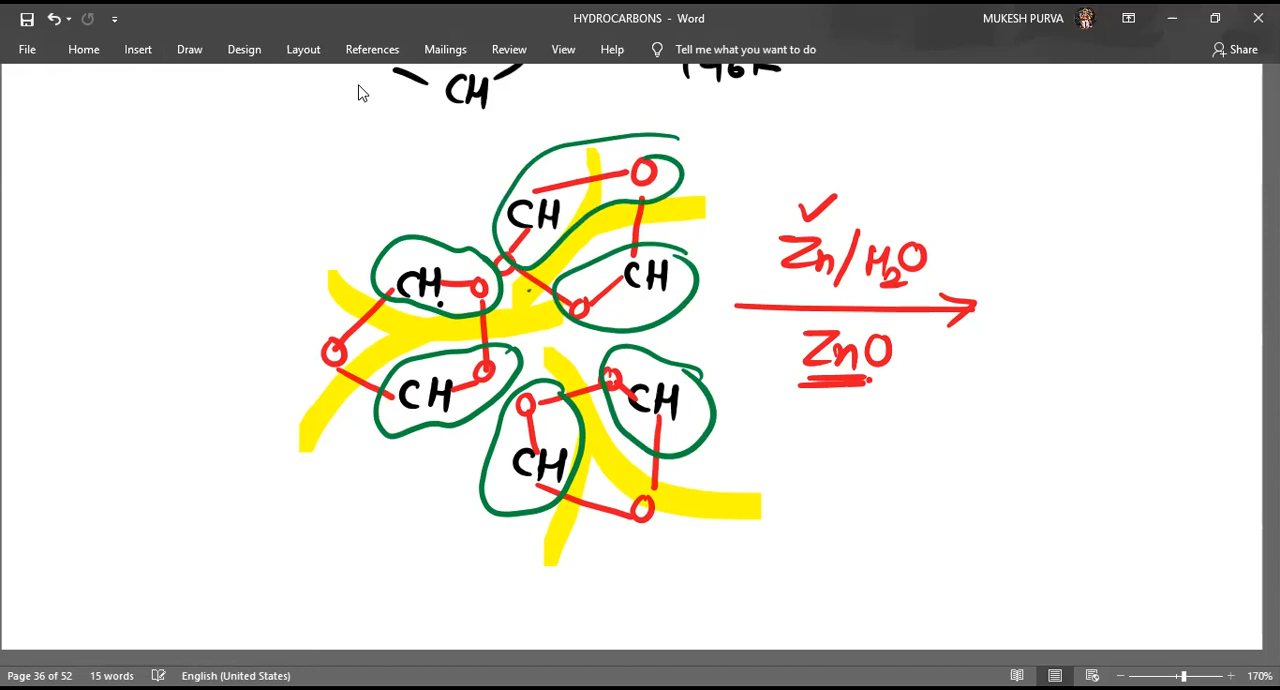 HYDROCARBONS - Word
MUKESH PURVA
File Home Insert Draw Design Layout References Mailings Review View Help Tell me what you want to do Share
CH
O
CH
Zn/H₂O
CH O
CH
O
O
ZnO
O
CH O
O CH
O
CH
O
Page 36 of 52 15 words English (United States) 170%